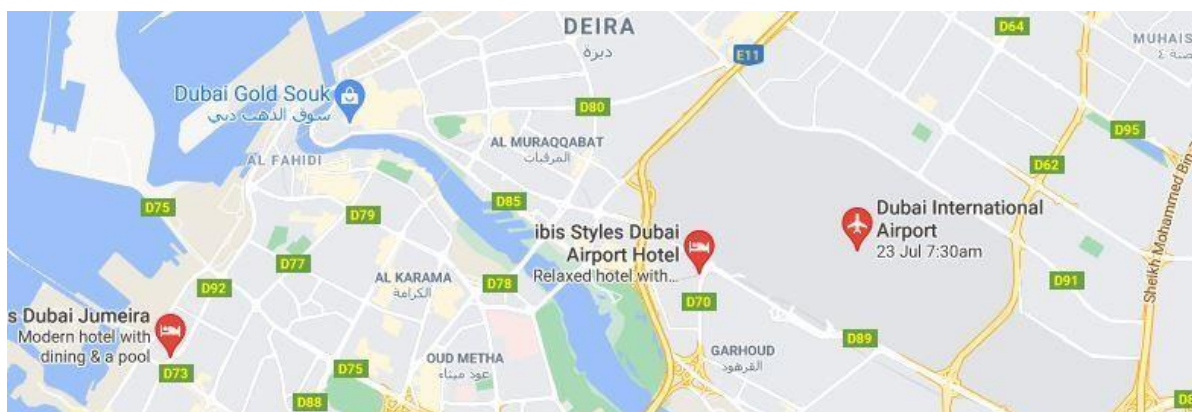 DEIRA
ديرة
E11
D64
MUHAIS
Dubai Gold Souk
سوق الذهب دبي
D80
D95
AL FAHIDI
AL MURAQQABAT
المرقبات
D62
Sheikh Mohammed Bin
D75
D79
D85
ibis Styles Dubai
Airport Hotel
Relaxed hotel with...
Dubai International
Airport
23 Jul 7:30am
D77
AL KARAMA
الكرامة
D78
D92
D70
D91
s Dubai Jumeira
Modern hotel with
dining & a pool
D73
D75
OUD METHA
عود ميثاء
GARHOUD
القرهود
D89
D88